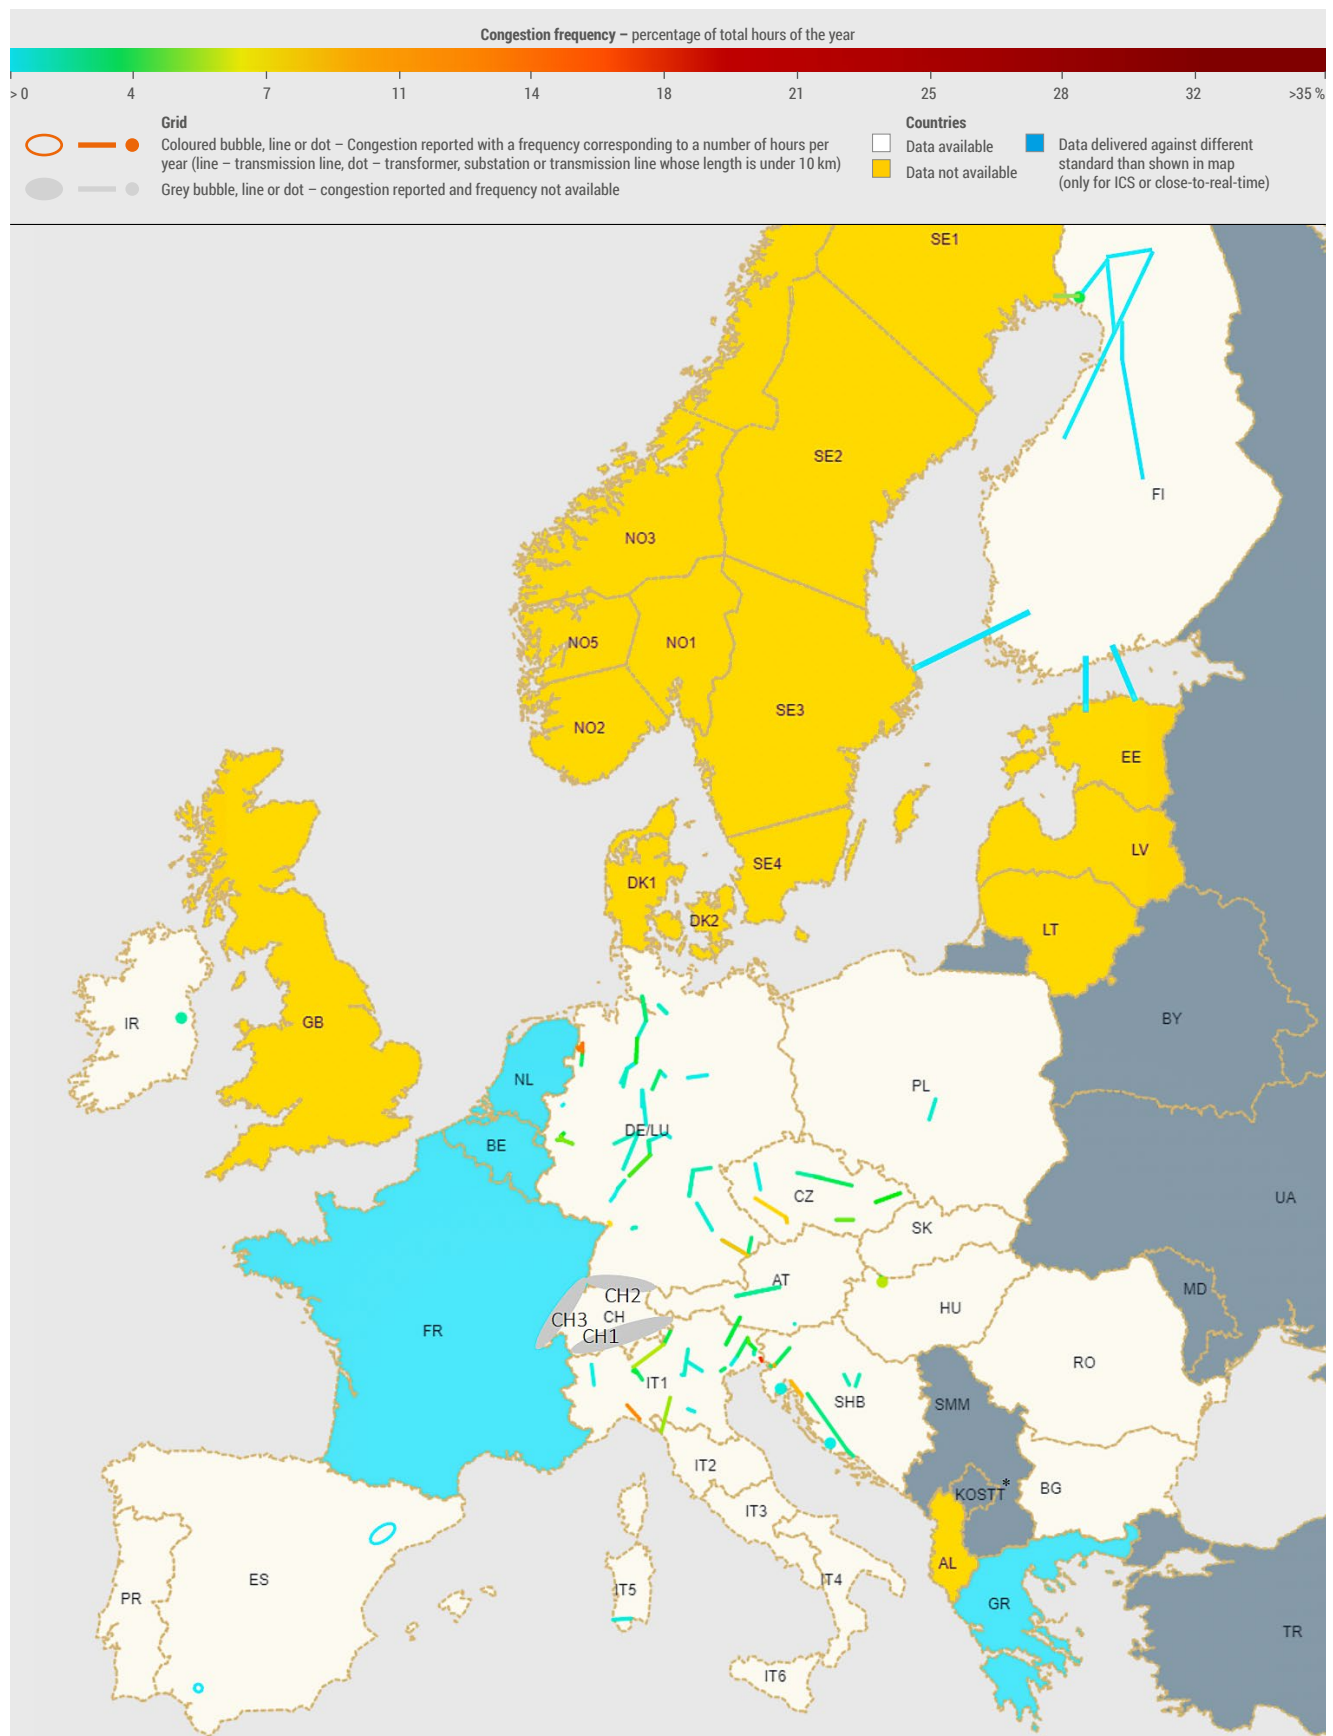 Congestion frequency – percentage of total hours of the year
> 0 4 7 11 14 18 21 25 28 32 >35 %
Grid
Coloured bubble, line or dot – Congestion reported with a frequency corresponding to a number of hours per
year (line – transmission line, dot – transformer, substation or transmission line whose length is under 10 km)
Grey bubble, line or dot – congestion reported and frequency not available
Countries
Data available
Data not available
Data delivered against different
standard than shown in map
(only for ICS or close-to-real-time)
SE1
SE2
FI
NO3
NO5
NO1
SE3
NO2
EE
LV
SE4
DK1
DK2
LT
IR
GB
BY
NL
PL
DE/LU
BE
CZ
UA
SK
AT
MD
CH2
HU
CH
CH3
FR
CH1
RO
IT1
SHB
SMM
IT2
KOSTT*
BG
IT3
AL
ES
IT4
IT5
PR
GR
TR
IT6